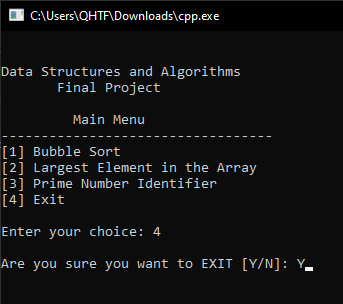 C:\Users\QHTF\Downloads\cpp.exe
Data Structures and Algorithms
Final Project
Main Menu
----------------------------------
[1] Bubble Sort
[2] Largest Element in the Array
[3] Prime Number Identifier
[4] Exit
Enter your choice: 4
Are you sure you want to EXIT [Y/N]: Y